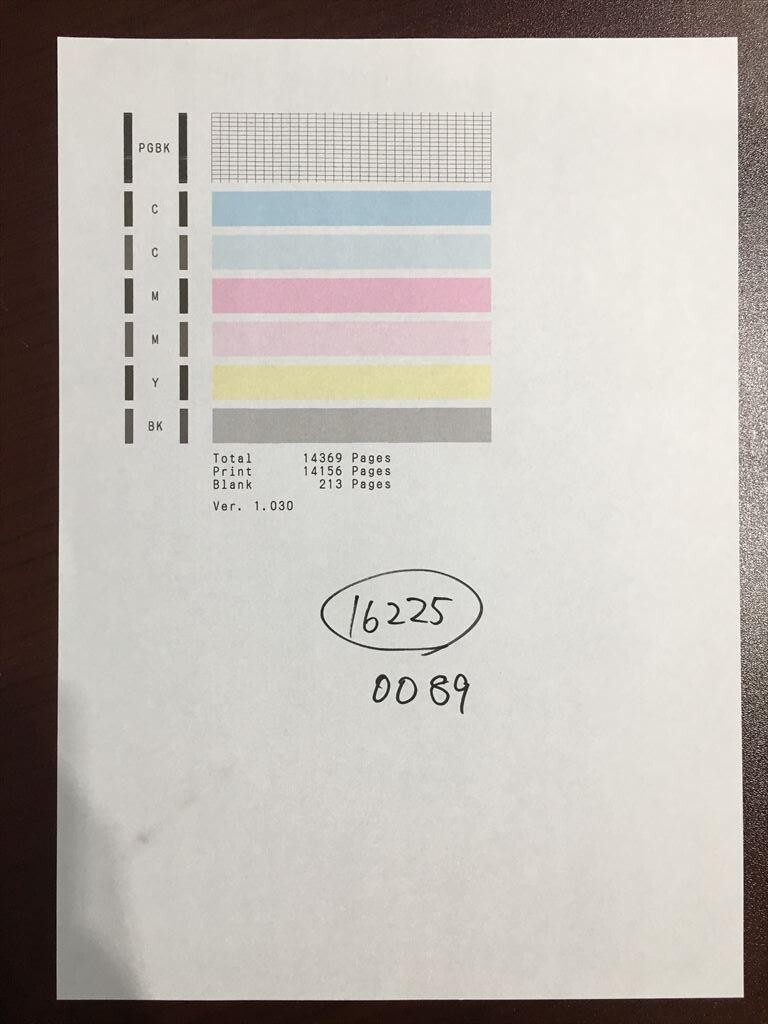 PGBK
C
C
M
M
Y
BK
Total 14369 Pages
Print 14156 Pages
Blank 213 Pages
Ver. 1.030
16225
0089